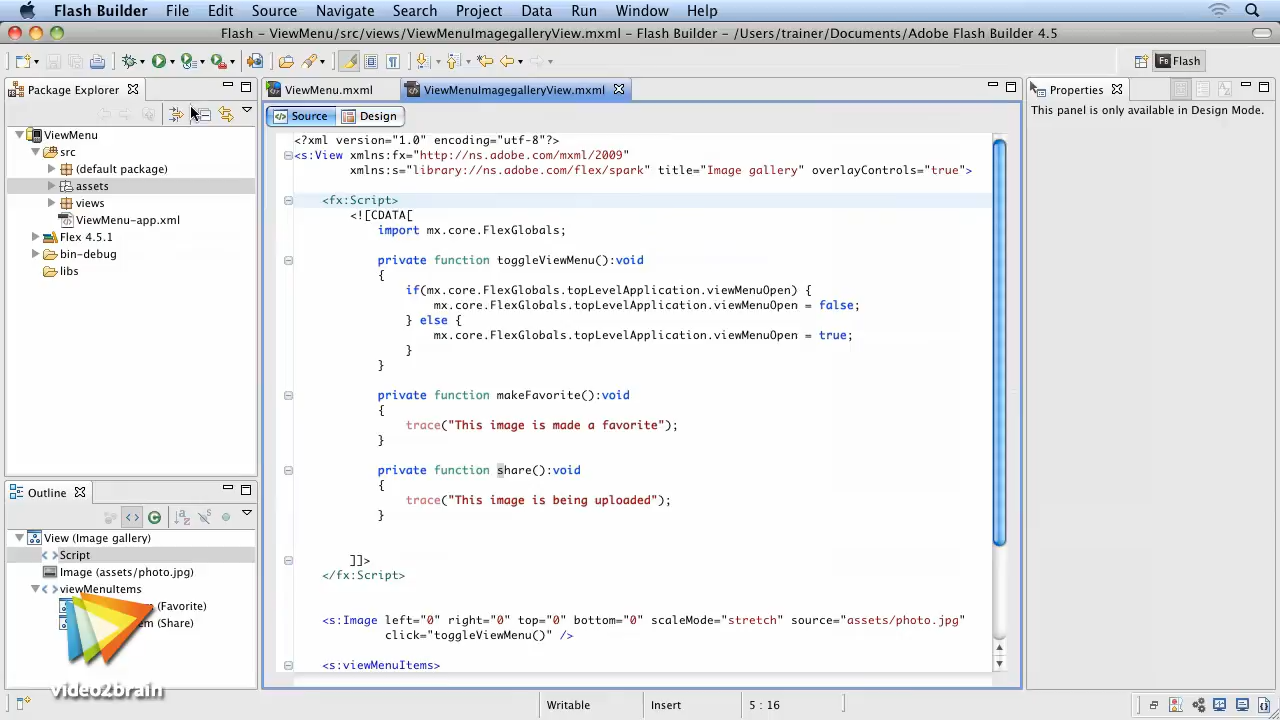 Flash Builder File Edit Source Navigate Search Project Data Run Window Help
Flash - ViewMenu/src/views/ViewMenuImagegalleryView.mxml - Flash Builder - /Users/trainer/Documents/Adobe Flash Builder 4.5
Fb Flash
Package Explorer
ViewMenu
src
(default package)
assets
views
ViewMenu-app.xml
Flex 4.5.1
bin-debug
libs
Outline
View (Image gallery)
Script
Image (assets/photo.jpg)
viewMenuItems
(Favorite)
(Share)
video2brain
ViewMenu.mxml ViewMenuImagegalleryView.mxml
Source Design
<?xml version="1.0" encoding="utf-8"?>
<s:View xmlns:fx="http://ns.adobe.com/mxml/2009"
xmlns:s="library://ns.adobe.com/flex/spark" title="Image gallery" overlayControls="true">
<fx:Script>
<![CDATA[
import mx.core.FlexGlobals;
private function toggleViewMenu():void
{
if(mx.core.FlexGlobals.topLevelApplication.viewMenuOpen) {
mx.core.FlexGlobals.topLevelApplication.viewMenuOpen = false;
} else {
mx.core.FlexGlobals.topLevelApplication.viewMenuOpen = true;
}
}
private function makeFavorite():void
{
trace("This image is made a favorite");
}
private function share():void
{
trace("This image is being uploaded");
}
]]>
</fx:Script>
<s:Image left="0" right="0" top="0" bottom="0" scaleMode="stretch" source="assets/photo.jpg"
click="toggleViewMenu()" />
<s:viewMenuItems>
Properties
This panel is only available in Design Mode.
Writable Insert 5 : 16